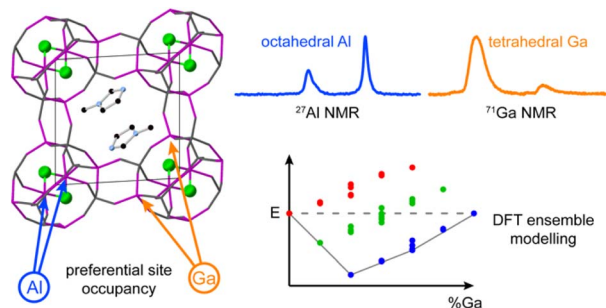 octahedral Al
tetrahedral Ga
²⁷Al NMR
⁷¹Ga NMR
E
DFT ensemble
modelling
%Ga
Al
preferential site
occupancy
Ga